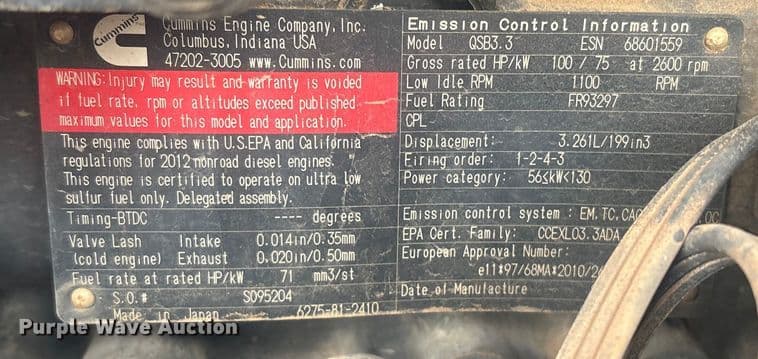 Cummins
Cummins Engine Company, Inc.
Columbus, Indiana USA
47202-3005 www.Cummins.com
WARNING: Injury may result and warranty is voided
if fuel rate, rpm or altitudes exceed published
maximum values for this model and application.
This engine complies with U.S.EPA and California
regulations for 2012 nonroad diesel engines.
This engine is certified to operate on ultra low
sulfur fuel only. Delegated assembly.
Timing-BTDC ---- degrees
Valve Lash Intake 0.014in/0.35mm
(cold engine) Exhaust 0.020in/0.50mm
Fuel rate at rated HP/kW 71 mm3/st
S.O.# SO95204
Made in Japan 6275-81-2410
Emission Control Information
Model QSB3.3 ESN 68601559
Gross rated HP/kW 100 / 75 at 2600 rpm
Low Idle RPM 1100 RPM
Fuel Rating FR93297
CPL
Displacement: 3.261L/199in3
Firing order: 1-2-4-3
Power category: 56≤kW<130
Emission control system : EM, TC, CAC OC
EPA Cert. Family: CCEXL03.3ADA
European Approval Number:
e11*97/68MA*2010/26
Date of Manufacture
Purple Wave Auction